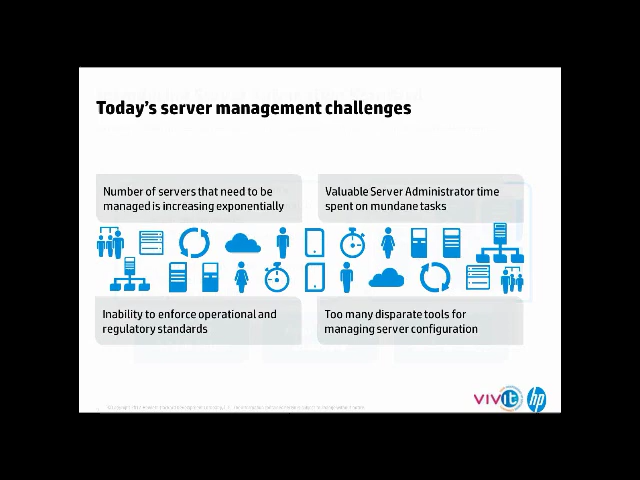 Today's server management challenges
Number of servers that need to be
managed is increasing exponentially
Valuable Server Administrator time
spent on mundane tasks
Inability to enforce operational and
regulatory standards
Too many disparate tools for
managing server configuration
vivit
hp